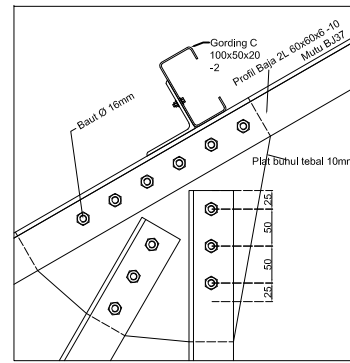 Gording C
100x50x20
-2
Profil Baja 2L 60x60x6 -10
Mutu BJ37
Baut Ø 16mm
Plat buhul tebal 10mm
25
50
50
25